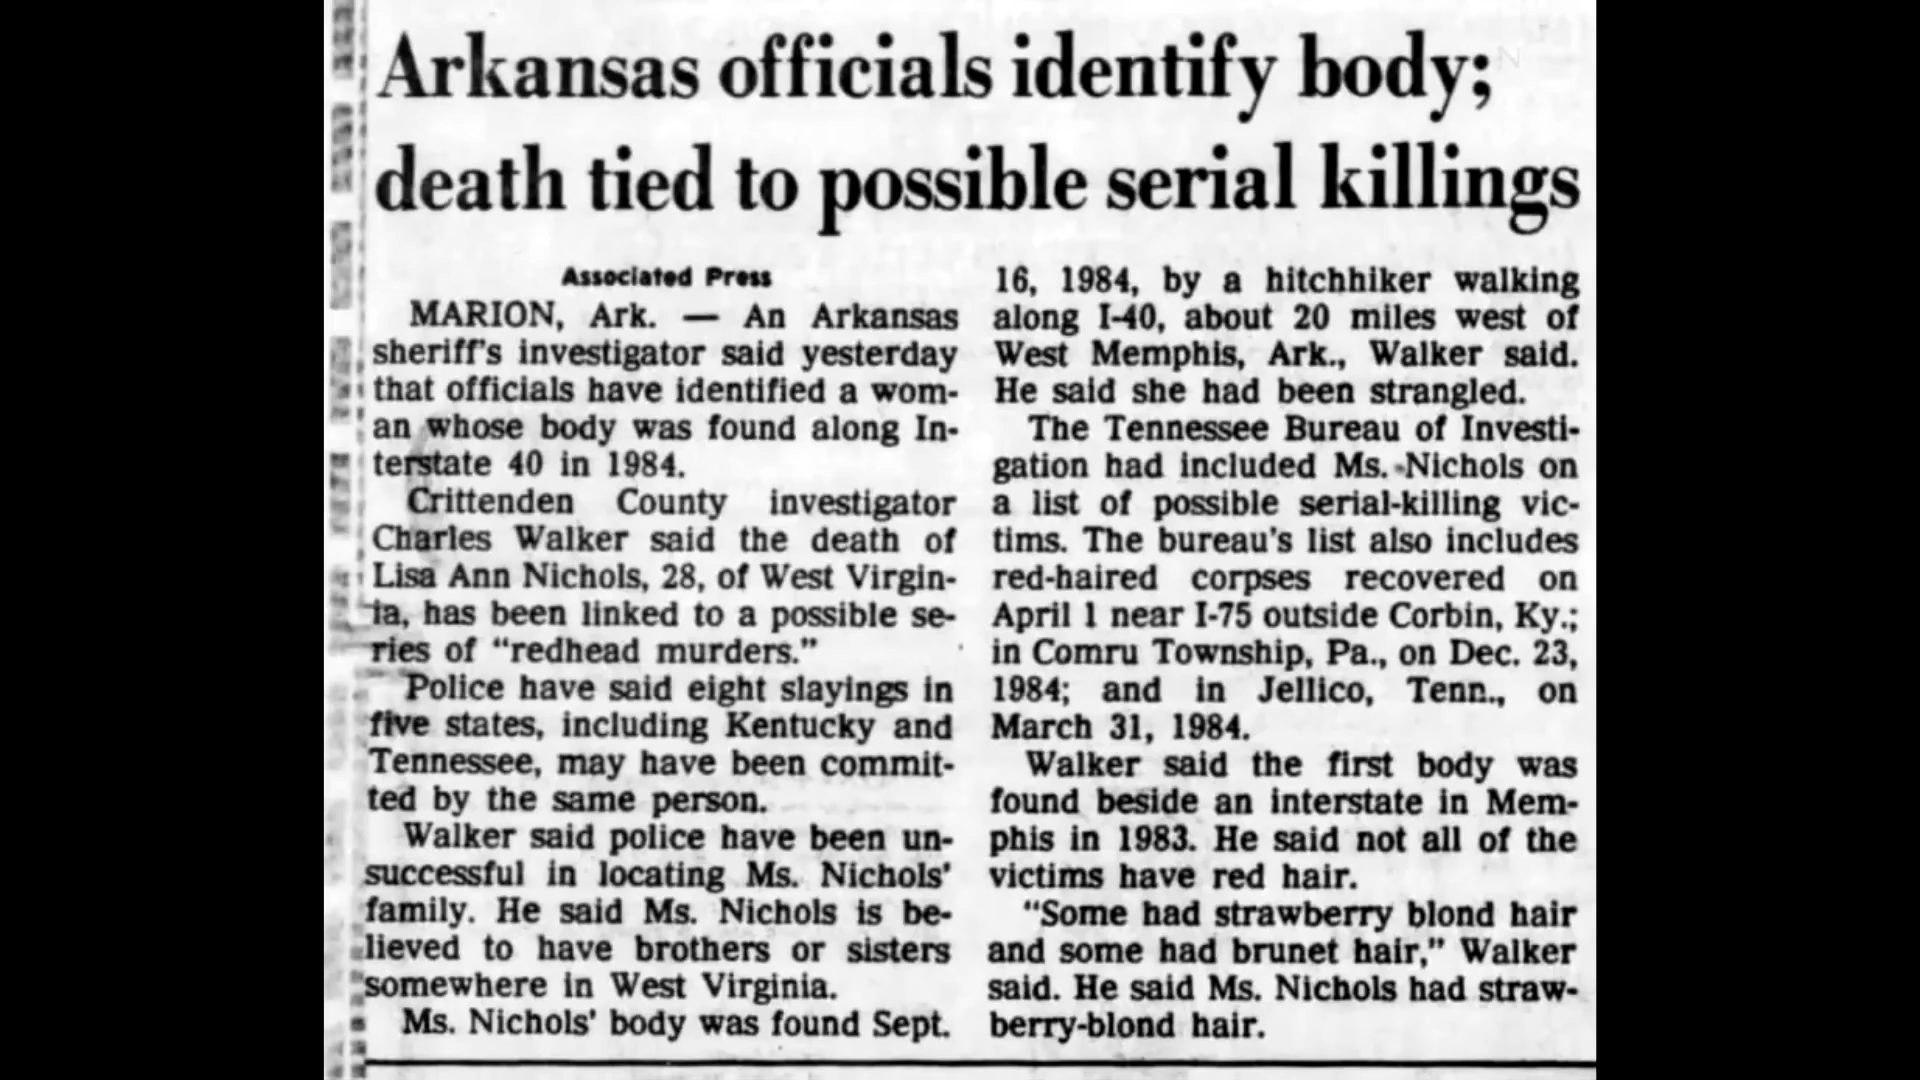 Arkansas officials identify body;
death tied to possible serial killings
Associated Press
MARION, Ark. — An Arkansas
sheriff's investigator said yesterday
that officials have identified a wom-
an whose body was found along In-
terstate 40 in 1984.
Crittenden County investigator
Charles Walker said the death of
Lisa Ann Nichols, 28, of West Virgin-
ia, has been linked to a possible se-
ries of "redhead murders."
Police have said eight slayings in
five states, including Kentucky and
Tennessee, may have been commit-
ted by the same person.
Walker said police have been un-
successful in locating Ms. Nichols'
family. He said Ms. Nichols is be-
lieved to have brothers or sisters
somewhere in West Virginia.
Ms. Nichols' body was found Sept.
16, 1984, by a hitchhiker walking
along I-40, about 20 miles west of
West Memphis, Ark., Walker said.
He said she had been strangled.
The Tennessee Bureau of Investi-
gation had included Ms. Nichols on
a list of possible serial-killing vic-
tims. The bureau's list also includes
red-haired corpses recovered on
April 1 near I-75 outside Corbin, Ky.;
in Comru Township, Pa., on Dec. 23,
1984; and in Jellico, Tenn., on
March 31, 1984.
Walker said the first body was
found beside an interstate in Mem-
phis in 1983. He said not all of the
victims have red hair.
"Some had strawberry blond hair
and some had brunet hair," Walker
said. He said Ms. Nichols had straw-
berry-blond hair.